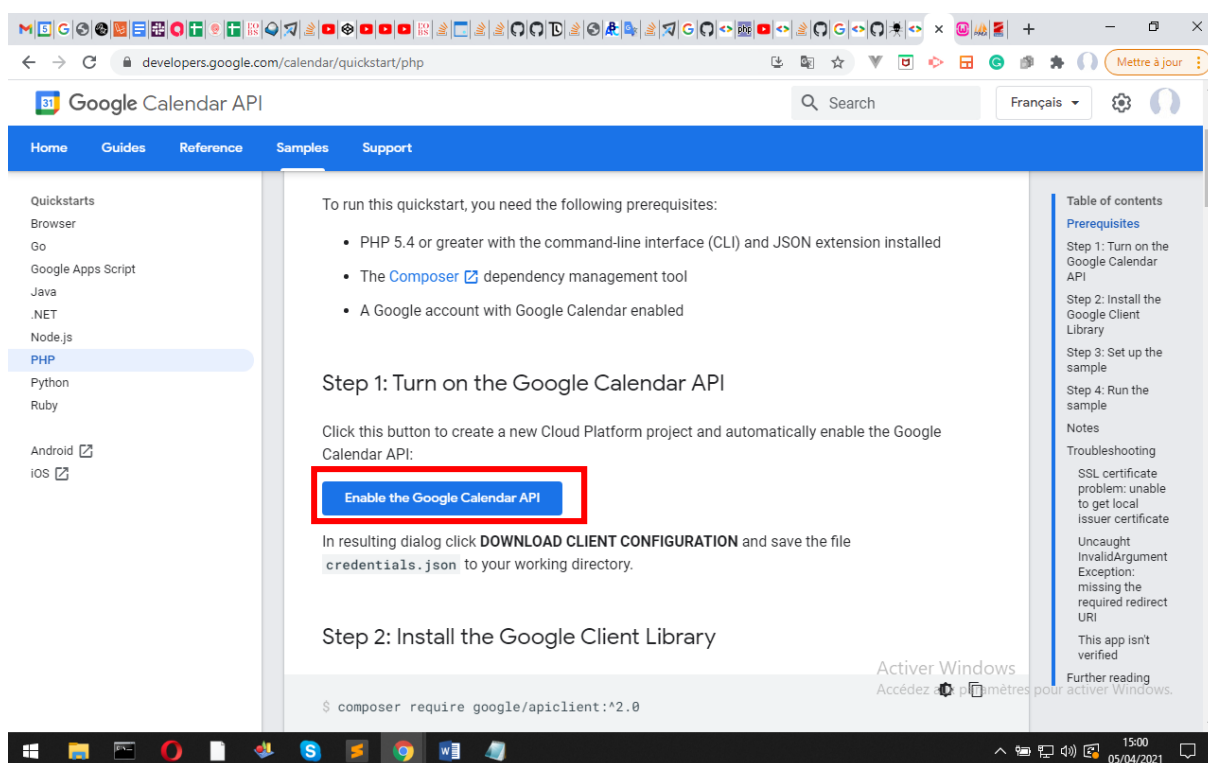 developers.google.com/calendar/quickstart/php
Mettre à jour
31 Google Calendar API
Search
Français
Home Guides Reference Samples Support
Quickstarts
Browser
Go
Google Apps Script
Java
.NET
Node.js
PHP
Python
Ruby
Android
iOS
To run this quickstart, you need the following prerequisites:
• PHP 5.4 or greater with the command-line interface (CLI) and JSON extension installed
• The Composer dependency management tool
• A Google account with Google Calendar enabled
Step 1: Turn on the Google Calendar API
Click this button to create a new Cloud Platform project and automatically enable the Google
Calendar API:
Enable the Google Calendar API
In resulting dialog click DOWNLOAD CLIENT CONFIGURATION and save the file
credentials.json to your working directory.
Step 2: Install the Google Client Library
$ composer require google/apiclient:^2.0
Table of contents
Prerequisites
Step 1: Turn on the
Google Calendar
API
Step 2: Install the
Google Client
Library
Step 3: Set up the
sample
Step 4: Run the
sample
Notes
Troubleshooting
SSL certificate
problem: unable
to get local
issuer certificate
Uncaught
InvalidArgument
Exception:
missing the
required redirect
URI
This app isn't
verified
Further reading
Activer Windows
Accédez paramètres pour activer Windows.
15:00
05/04/2021